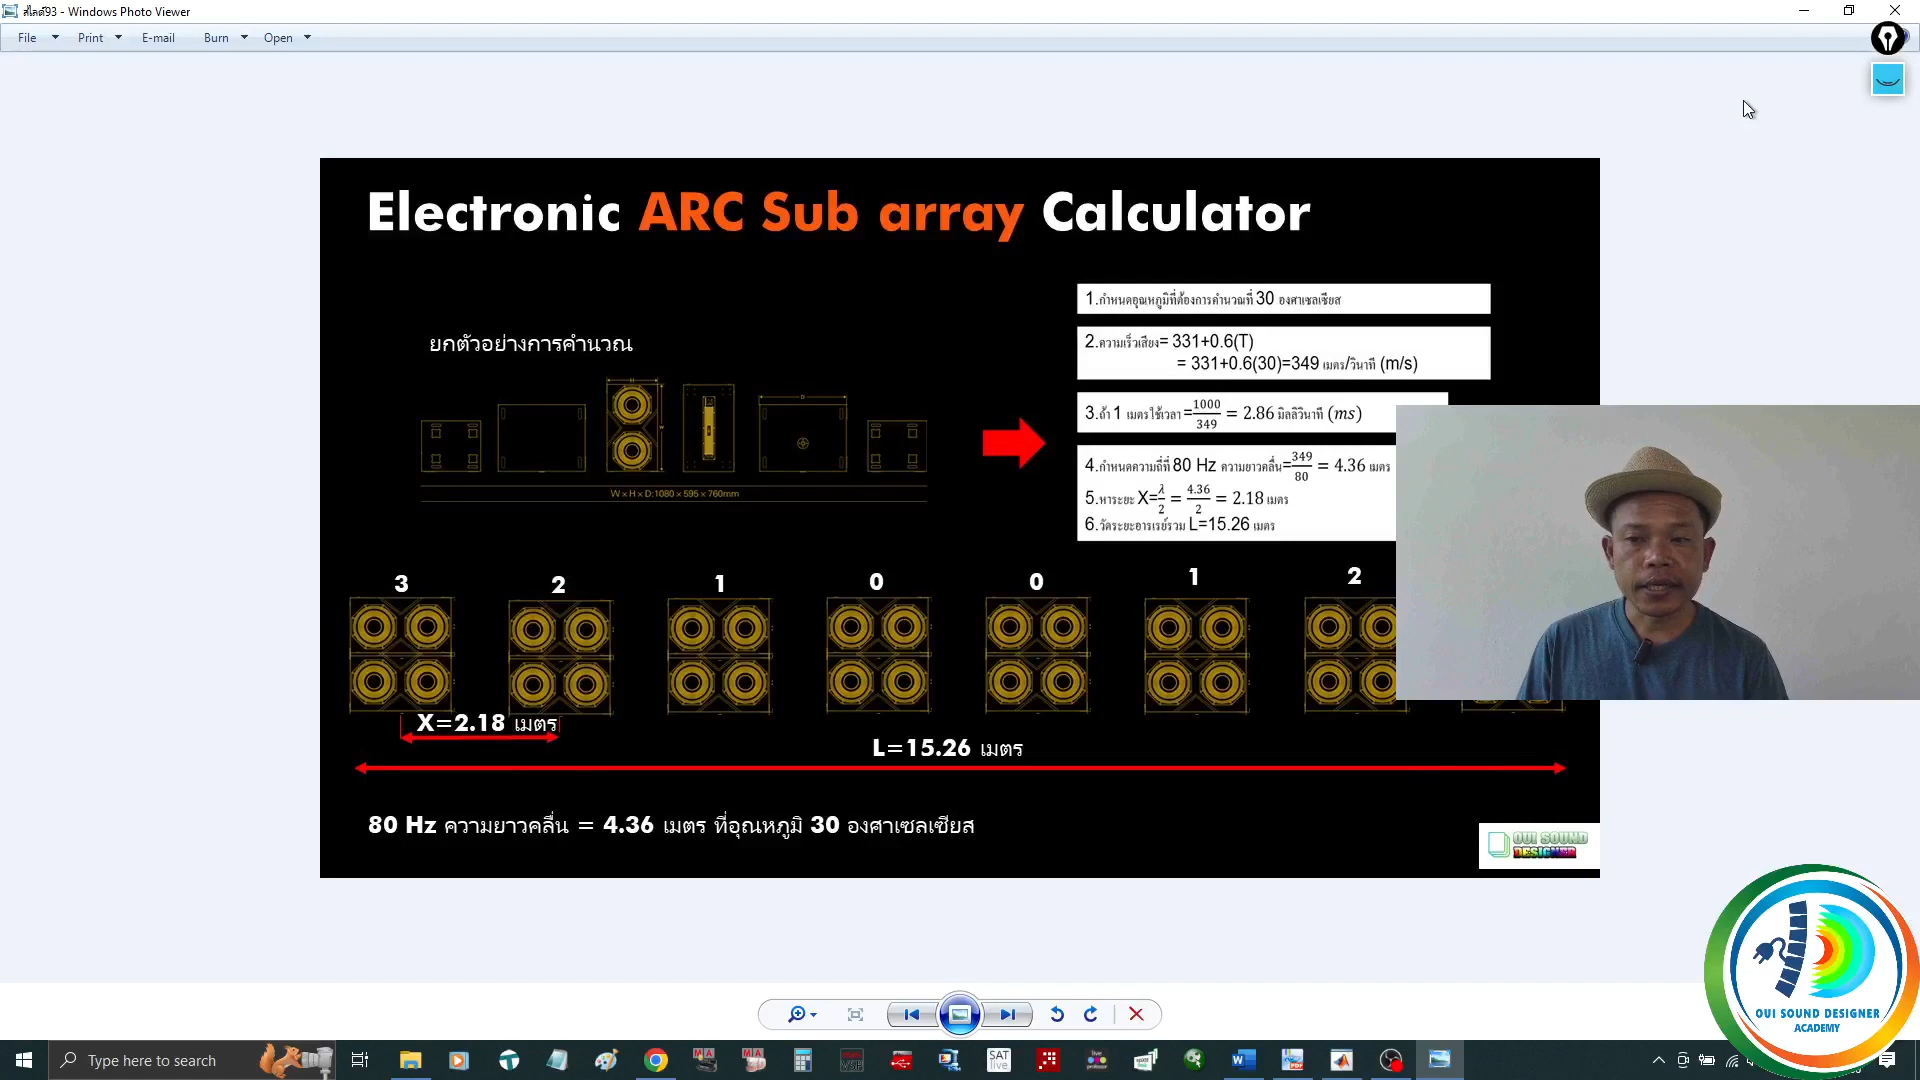 สไลด์93 - Windows Photo Viewer
File Print E-mail Burn Open
Electronic ARC Sub array Calculator
ยกตัวอย่างการคำนวณ
W x H x D:1080 x 595 x 760mm
1.กำหนดอุณหภูมิที่ต้องการคำนวณที่ 30 องศาเซลเซียส
2.ความเร็วเสียง= 331+0.6(T)
= 331+0.6(30)=349 เมตร/วินาที (m/s)
3.ถ้า 1 เมตรใช้เวลา =1000/349 = 2.86 มิลลิวินาที (ms)
4.กำหนดความถี่ที่ 80 Hz ความยาวคลื่น=349/80 = 4.36 เมตร
5.หาระยะ X=λ/2 = 4.36/2 = 2.18 เมตร
6.วัดระยะอาเรย์รวม L=15.26 เมตร
3 2 1 0 0 1 2
X=2.18 เมตร
L=15.26 เมตร
80 Hz ความยาวคลื่น = 4.36 เมตร ที่อุณหภูมิ 30 องศาเซลเซียส
OUI SOUND
DESIGNER
OUI SOUND DESIGNER
ACADEMY
Type here to search
SAT
live